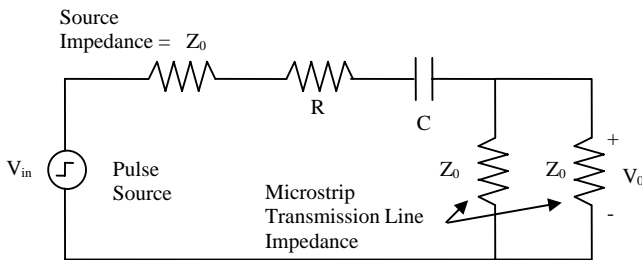 Source
Impedance = Z₀
R
C
Vᵢₙ
Pulse
Source
Z₀
Z₀
+
V₀
-
Microstrip
Transmission Line
Impedance